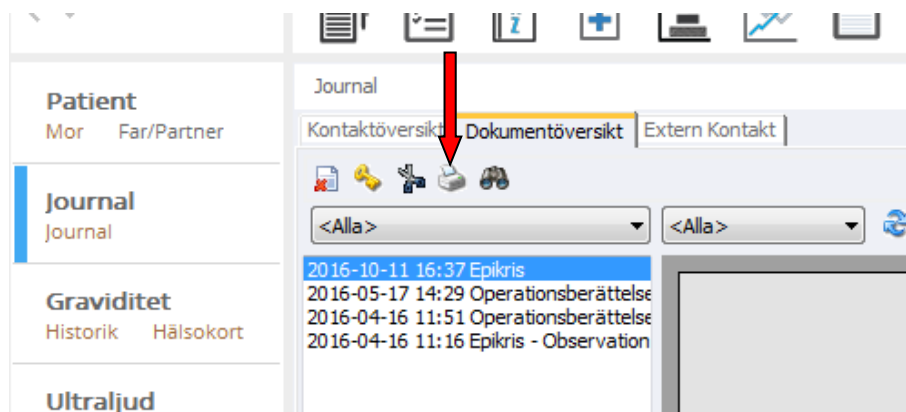 Patient
Mor Far/Partner
Journal
Journal
Graviditet
Historik Hälsokort
Ultraljud
Journal
Kontaktöversikt Dokumentöversikt Extern Kontakt
<Alla> <Alla>
2016-10-11 16:37 Epikris
2016-05-17 14:29 Operationsberättelse
2016-04-16 11:51 Operationsberättelse
2016-04-16 11:16 Epikris - Observation